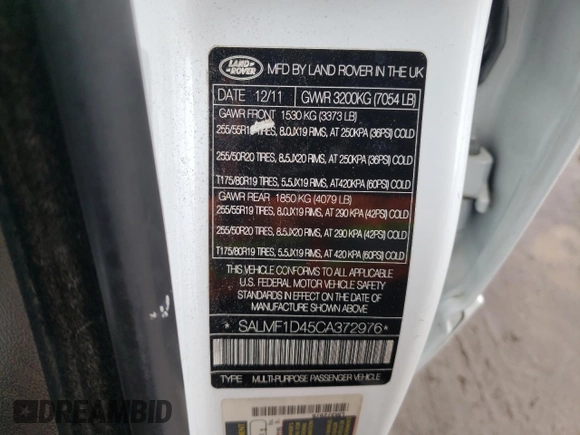 LAND ROVER
MFD BY LAND ROVER IN THE UK
DATE 12/11 GVWR 3200KG (7054 LB)
GAWR FRONT 1530 KG (3373 LB)
255/55R19 TIRES, 8.0JX19 RIMS, AT 250KPA (36PSI) COLD
255/50R20 TIRES, 8.5JX20 RIMS, AT 250KPA (36PSI) COLD
T175/80R19 TIRES, 5.5JX19 RIMS, AT420KPA (60PSI) COLD
GAWR REAR 1850 KG (4079 LB)
255/55R19 TIRES, 8.0JX19 RIMS, AT 290 KPA (42PSI) COLD
255/50R20 TIRES, 8.5JX20 RIMS, AT 290 KPA (42PSI) COLD
T175/80R19 TIRES, 5.5JX19 RIMS, AT 420 KPA (60PSI) COLD
THIS VEHICLE CONFORMS TO ALL APPLICABLE
U.S. FEDERAL MOTOR VEHICLE SAFETY
STANDARDS IN EFFECT ON THE DATE OF
MANUFACTURE SHOWN ABOVE
* SALMF1D45CA372976 *
TYPE MULTI-PURPOSE PASSENGER VEHICLE
DREAMBID